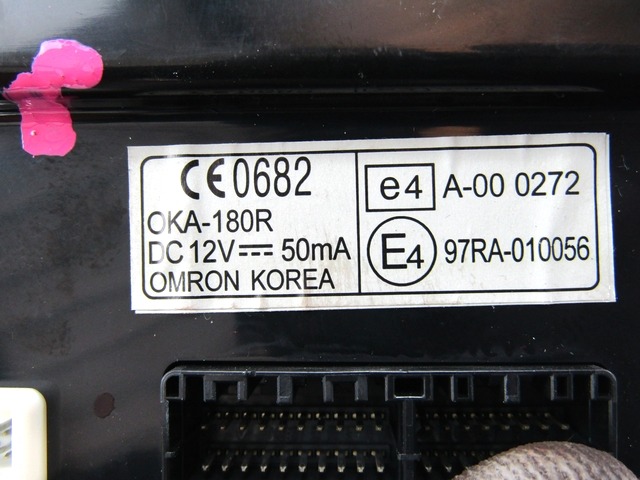 CE0682
OKA-180R
DC 12V⎓50mA
OMRON KOREA
e4 A-00 0272
E4 97RA-010056